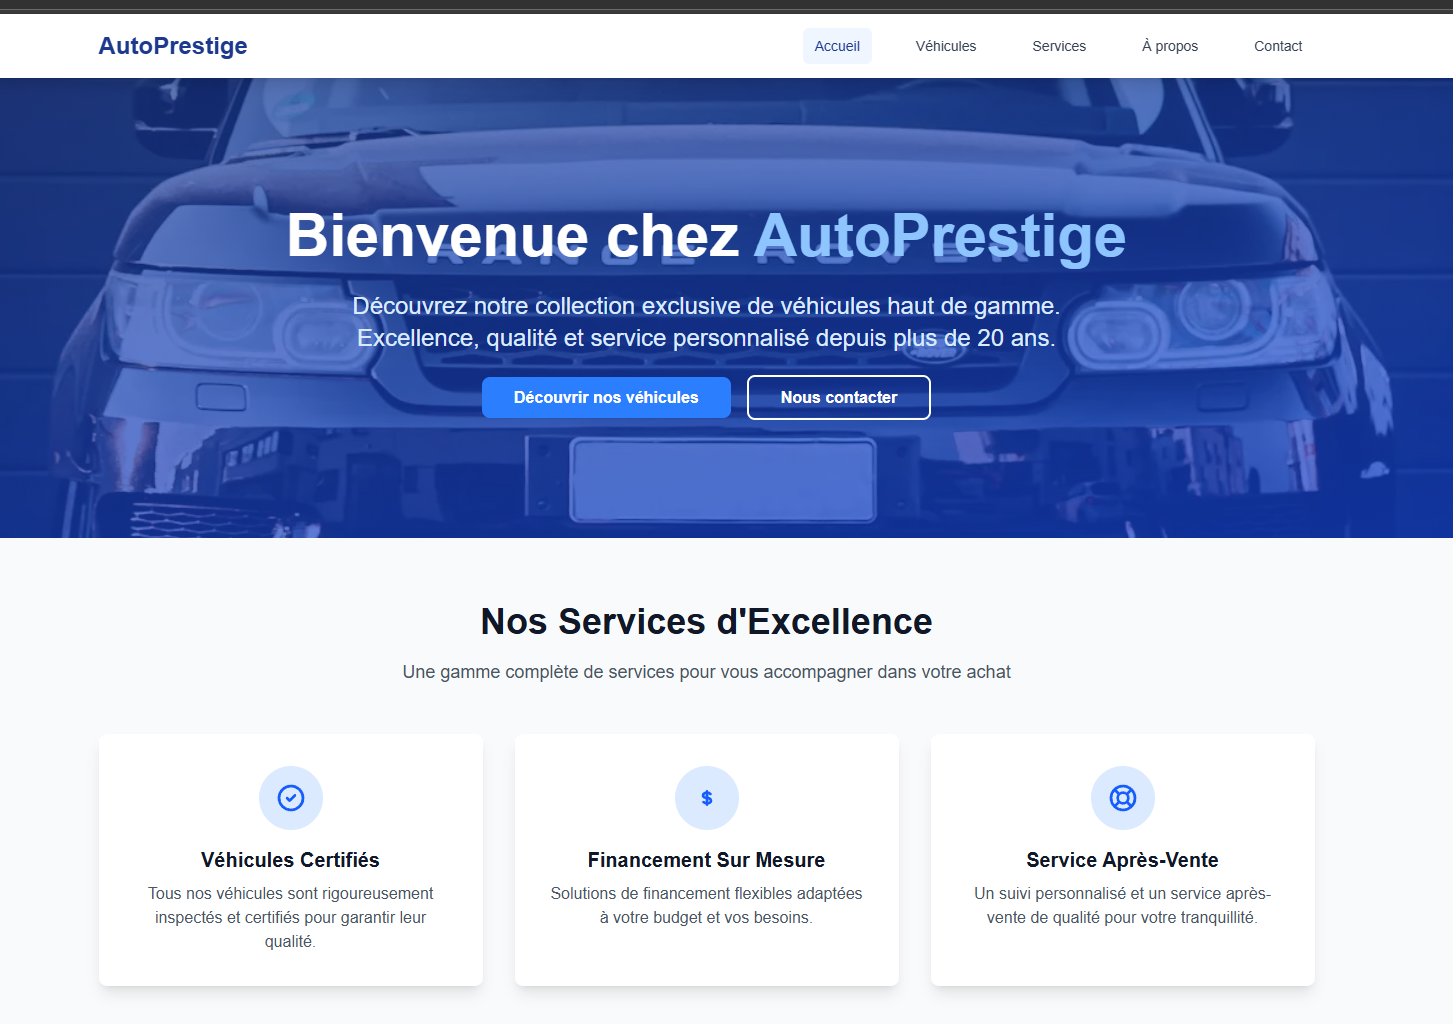 AutoPrestige
Accueil
Véhicules
Services
À propos
Contact
RANGE ROVER
Bienvenue chez AutoPrestige
Découvrez notre collection exclusive de véhicules haut de gamme.
Excellence, qualité et service personnalisé depuis plus de 20 ans.
Découvrir nos véhicules
Nous contacter
Nos Services d'Excellence
Une gamme complète de services pour vous accompagner dans votre achat
$
Véhicules Certifiés
Tous nos véhicules sont rigoureusement
inspectés et certifiés pour garantir leur
qualité.
Financement Sur Mesure
Solutions de financement flexibles adaptées
à votre budget et vos besoins.
Service Après-Vente
Un suivi personnalisé et un service après-
vente de qualité pour votre tranquillité.